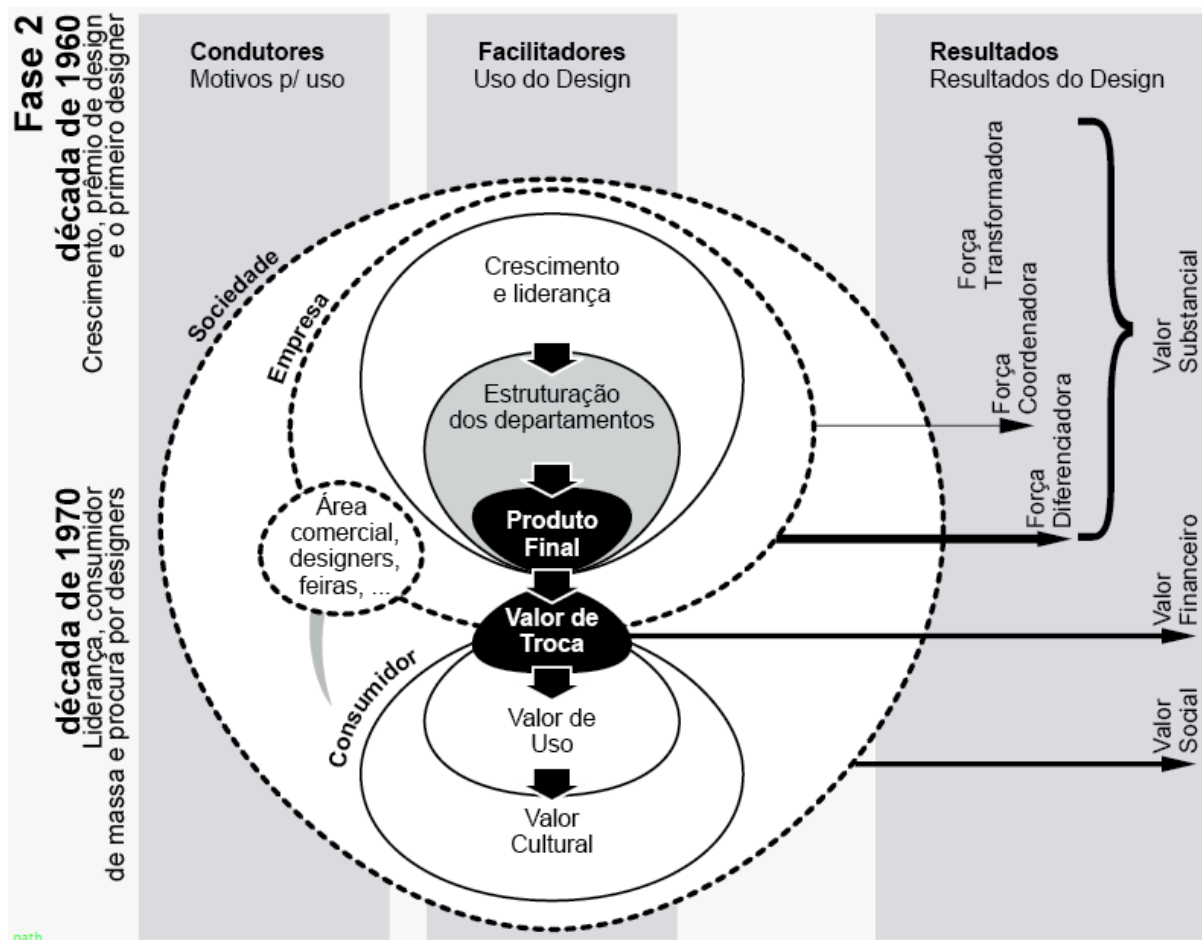 Fase 2
década de 1960
Crescimento, prêmio de design
e o primeiro designer
década de 1970
Liderança, consumidor
de massa e procura por designers
Condutores
Motivos p/ uso
Facilitadores
Uso do Design
Resultados
Resultados do Design
Sociedade
Empresa
Crescimento
e liderança
Estruturação
dos departamentos
Produto
Final
Área
comercial,
designers,
feiras, ...
Valor de
Troca
Consumidor
Valor de
Uso
Valor
Cultural
Força
Transformadora
Força
Coordenadora
Força
Diferenciadora
Valor
Substancial
Valor
Financeiro
Valor
Social
path